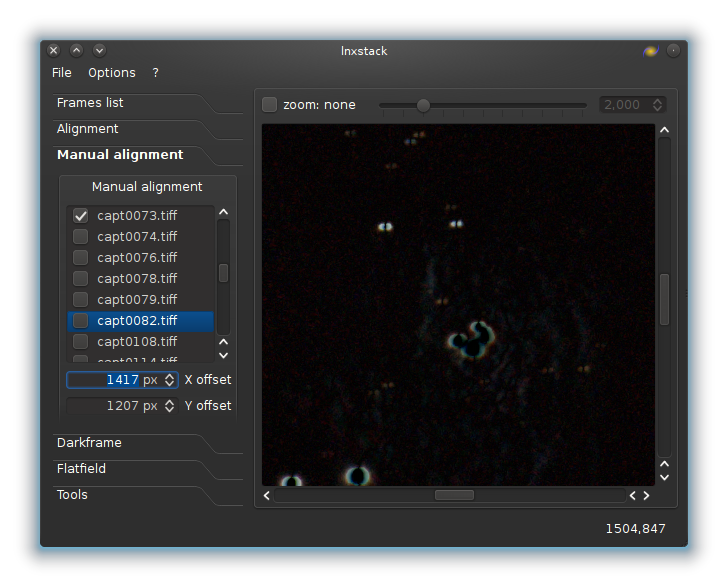 lnxstack
File Options ?
Frames list
Alignment
Manual alignment
Manual alignment
capt0073.tiff
capt0074.tiff
capt0076.tiff
capt0078.tiff
capt0079.tiff
capt0082.tiff
capt0108.tiff
capt0114.tiff
1417 px X offset
1207 px Y offset
Darkframe
Flatfield
Tools
zoom: none 2,000
1504,847